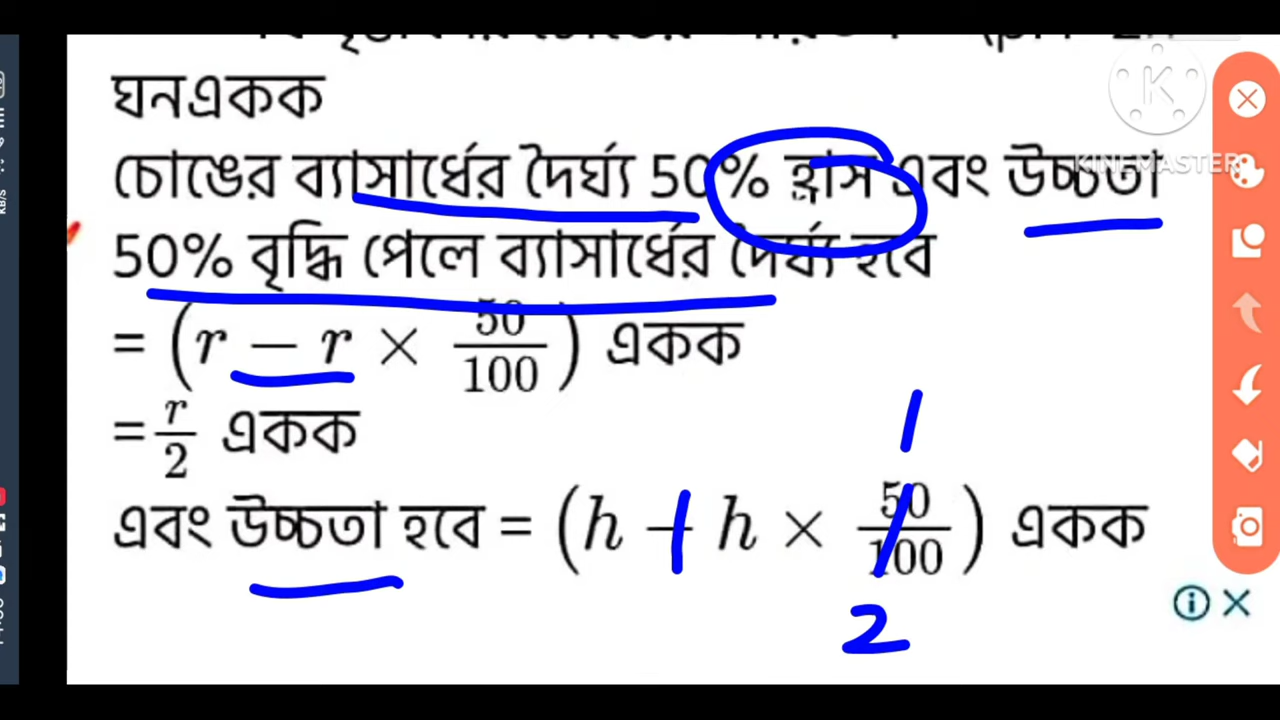 ঘনএকক
চোঙের ব্যাসার্ধের দৈর্ঘ্য 50% হ্রাস এবং উচ্চতা
KINEMASTER
50% বৃদ্ধি পেলে ব্যাসার্ধের দৈর্ঘ্য হবে
= (r − r × 50/100) একক
= r/2 একক
1
এবং উচ্চতা হবে = (h + h × 50/100) একক
2